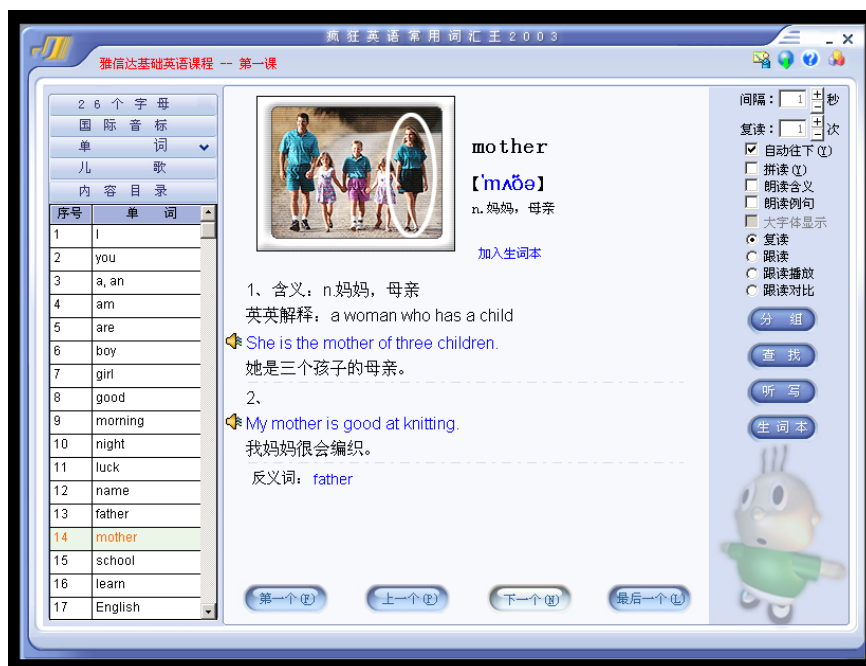 疯狂英语常用词汇王2003
雅信达基础英语课程 -- 第一课
26个字母
国际音标
单词
儿歌
内容目录
序号 单词
1 I
2 you
3 a, an
4 am
5 are
6 boy
7 girl
8 good
9 morning
10 night
11 luck
12 name
13 father
14 mother
15 school
16 learn
17 English
mother
['mʌðə]
n.妈妈，母亲
加入生词本
1、含义：n.妈妈，母亲
英英解释：a woman who has a child
She is the mother of three children.
她是三个孩子的母亲。
2、
My mother is good at knitting.
我妈妈很会编织。
反义词：father
第一个(F) 上一个(P) 下一个(N) 最后一个(L)
间隔：1 秒
复读：1 次
自动往下(Y)
拼读(Y)
朗读含义
朗读例句
大字体显示
复读
跟读
跟读播放
跟读对比
分组
查找
听写
生词本